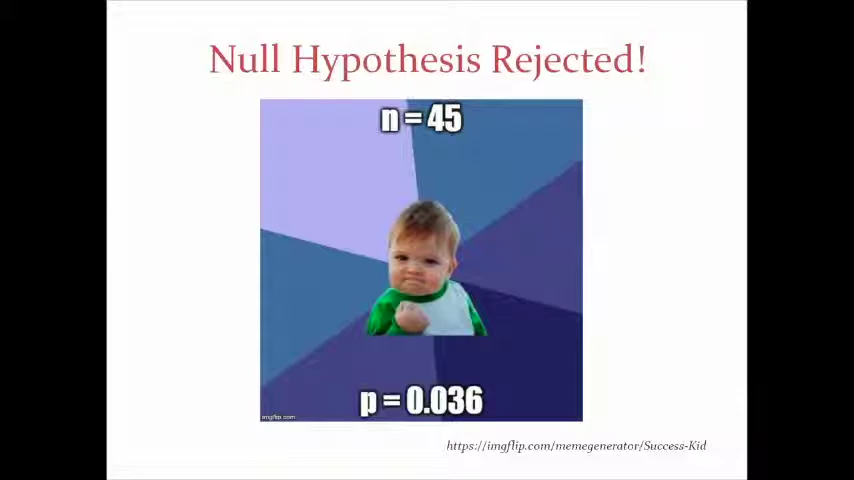 Null Hypothesis Rejected!
n = 45
p = 0.036
imgflip.com
https://imgflip.com/memegenerator/Success-Kid